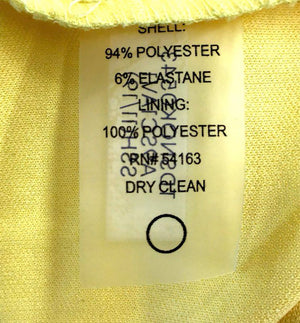 SHELL:
94% POLYESTER
6% ELASTANE
LINING:
100% POLYESTER
RN# 54163
DRY CLEAN